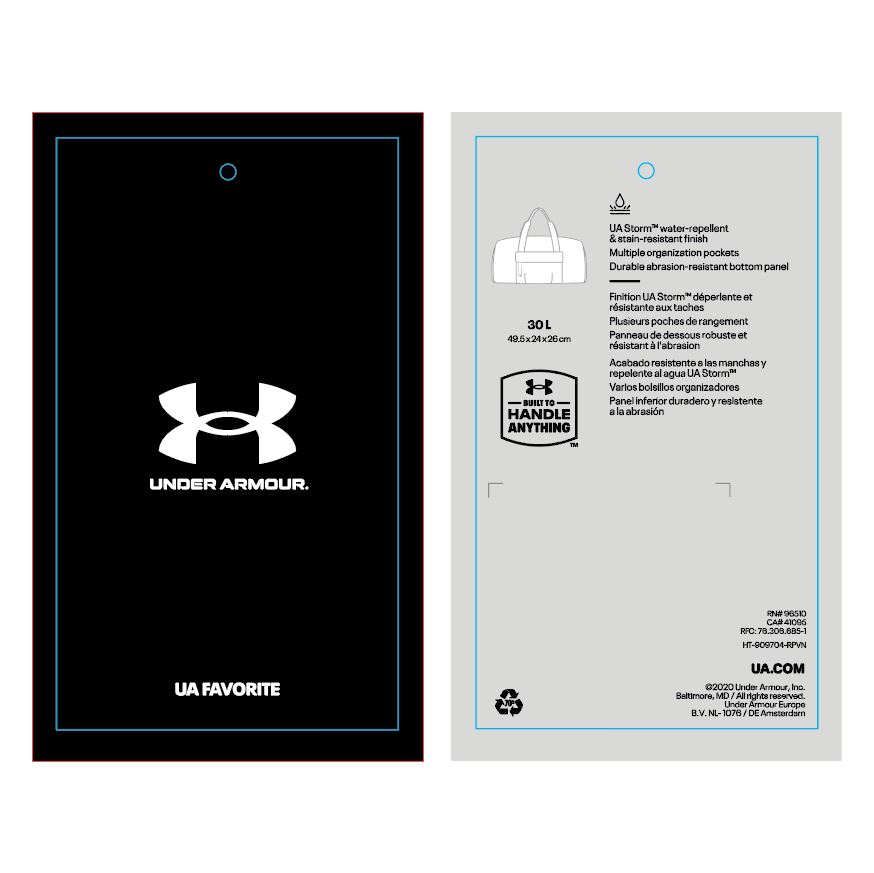 UNDER ARMOUR.
UA FAVORITE
UA Storm™ water-repellent
& stain-resistant finish
Multiple organization pockets
Durable abrasion-resistant bottom panel
Finition UA Storm™ déperlante et
résistante aux taches
Plusieurs poches de rangement
Panneau de dessous robuste et
résistant à l'abrasion
Acabado resistente a las manchas y
repelente al agua UA Storm™
Varios bolsillos organizadores
Panel inferior duradero y resistente
a la abrasión
30 L
49.5 x 24 x 26 cm
BUILT TO
HANDLE
ANYTHING
TM
RN# 96510
CA# 41095
RFC: 76.306.685-1
HT-909704-RPVN
UA.COM
©2020 Under Armour, Inc.
Baltimore, MD / All rights reserved.
Under Armour Europe
B.V. NL- 1076 / DE Amsterdam